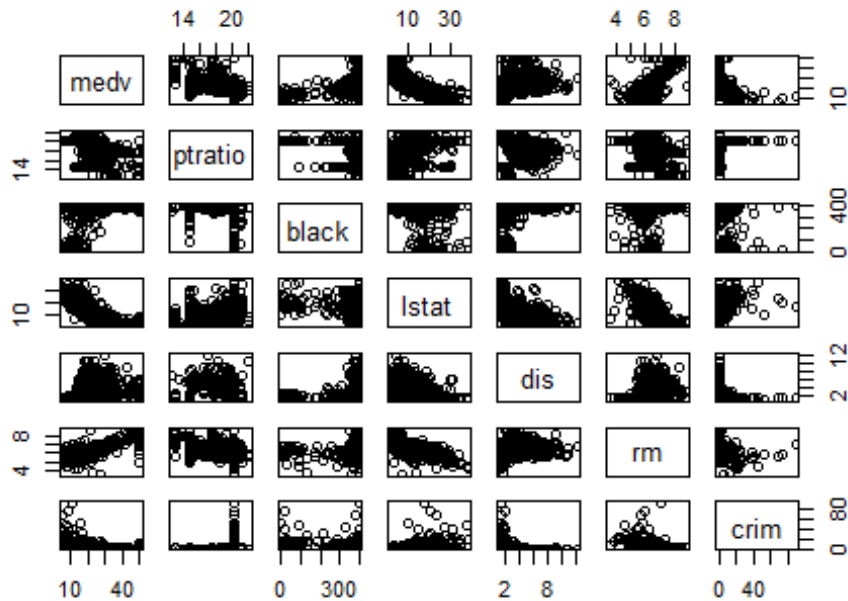 14 20 10 30 4 6 8
medv 10
14 ptratio
black 0 400
10 lstat
dis 2 12
4 8 rm
crim 0 80
10 40 0 300 2 8 0 40